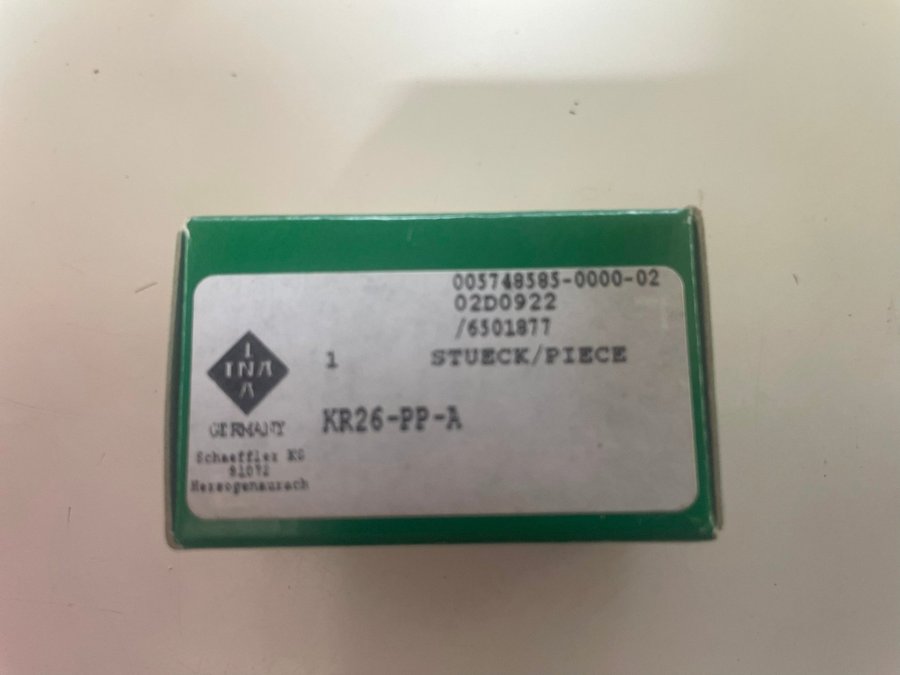 005748585-0000-02
02D0922
/6501877
1 STUECK/PIECE
I
INA
A
GERMANY
KR26-PP-A
Schaeffler KG
91072
Herzogenaurach